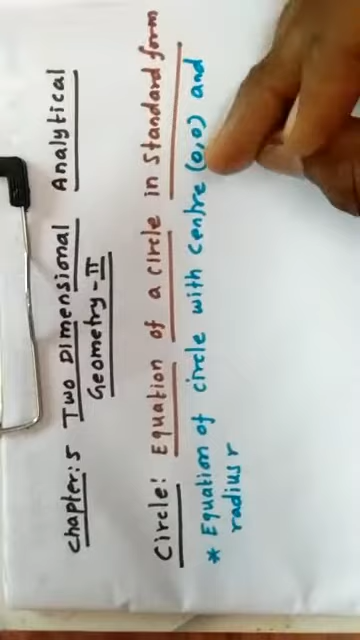 Chapter:5 Two Dimensional Analytical
Geometry-II
Circle: Equation of a circle in standard form
* Equation of circle with centre (0,0) and
radius r